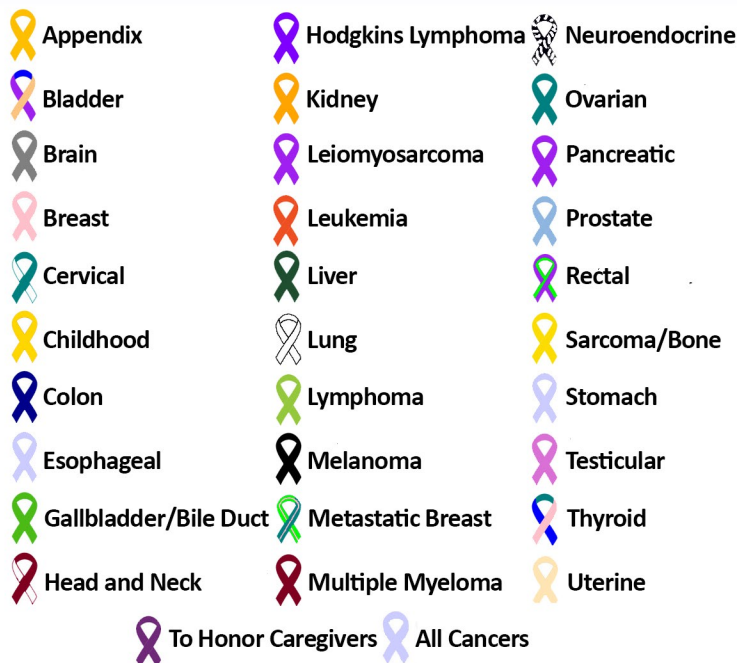 Appendix
Hodgkins Lymphoma
Neuroendocrine
Bladder
Kidney
Ovarian
Brain
Leiomyosarcoma
Pancreatic
Breast
Leukemia
Prostate
Cervical
Liver
Rectal
Childhood
Lung
Sarcoma/Bone
Colon
Lymphoma
Stomach
Esophageal
Melanoma
Testicular
Gallbladder/Bile Duct
Metastatic Breast
Thyroid
Head and Neck
Multiple Myeloma
Uterine
To Honor Caregivers
All Cancers